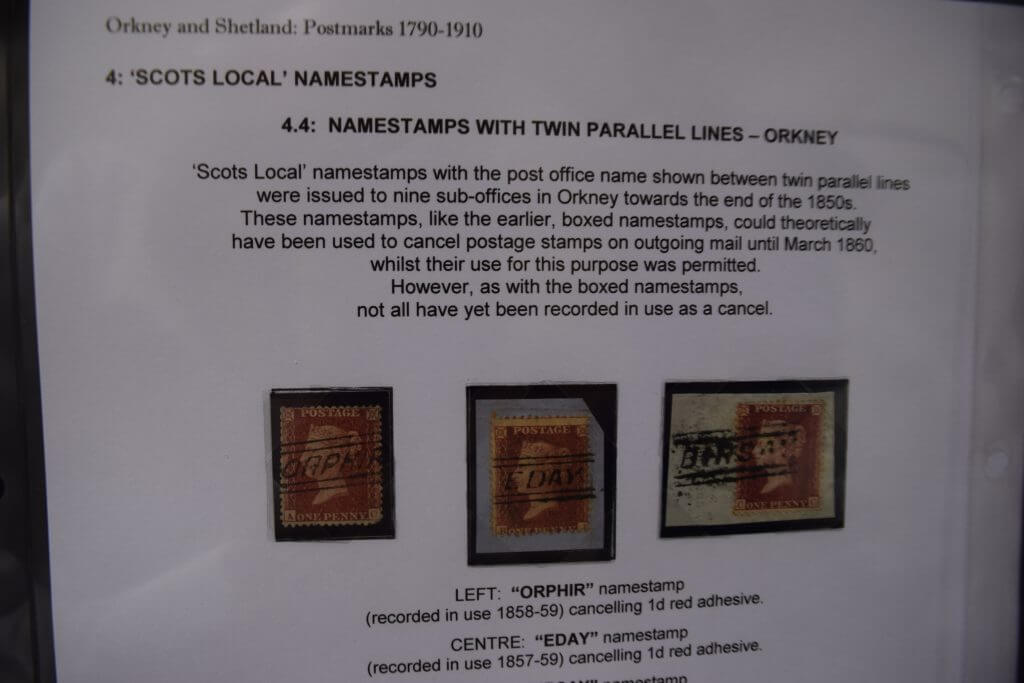 Orkney and Shetland: Postmarks 1790-1910
4: ‘SCOTS LOCAL’ NAMESTAMPS
4.4: NAMESTAMPS WITH TWIN PARALLEL LINES – ORKNEY
‘Scots Local’ namestamps with the post office name shown between twin parallel lines
were issued to nine sub-offices in Orkney towards the end of the 1850s.
These namestamps, like the earlier, boxed namestamps, could theoretically
have been used to cancel postage stamps on outgoing mail until March 1860,
whilst their use for this purpose was permitted.
However, as with the boxed namestamps,
not all have yet been recorded in use as a cancel.
POSTAGE
ORPHI
ONE PENNY
POSTAGE
EDAY
ONE PENNY
POSTAGE
BIRSAY
ONE PENNY
LEFT: “ORPHIR” namestamp
(recorded in use 1858-59) cancelling 1d red adhesive.
CENTRE: “EDAY” namestamp
(recorded in use 1857-59) cancelling 1d red adhesive.
namestamp